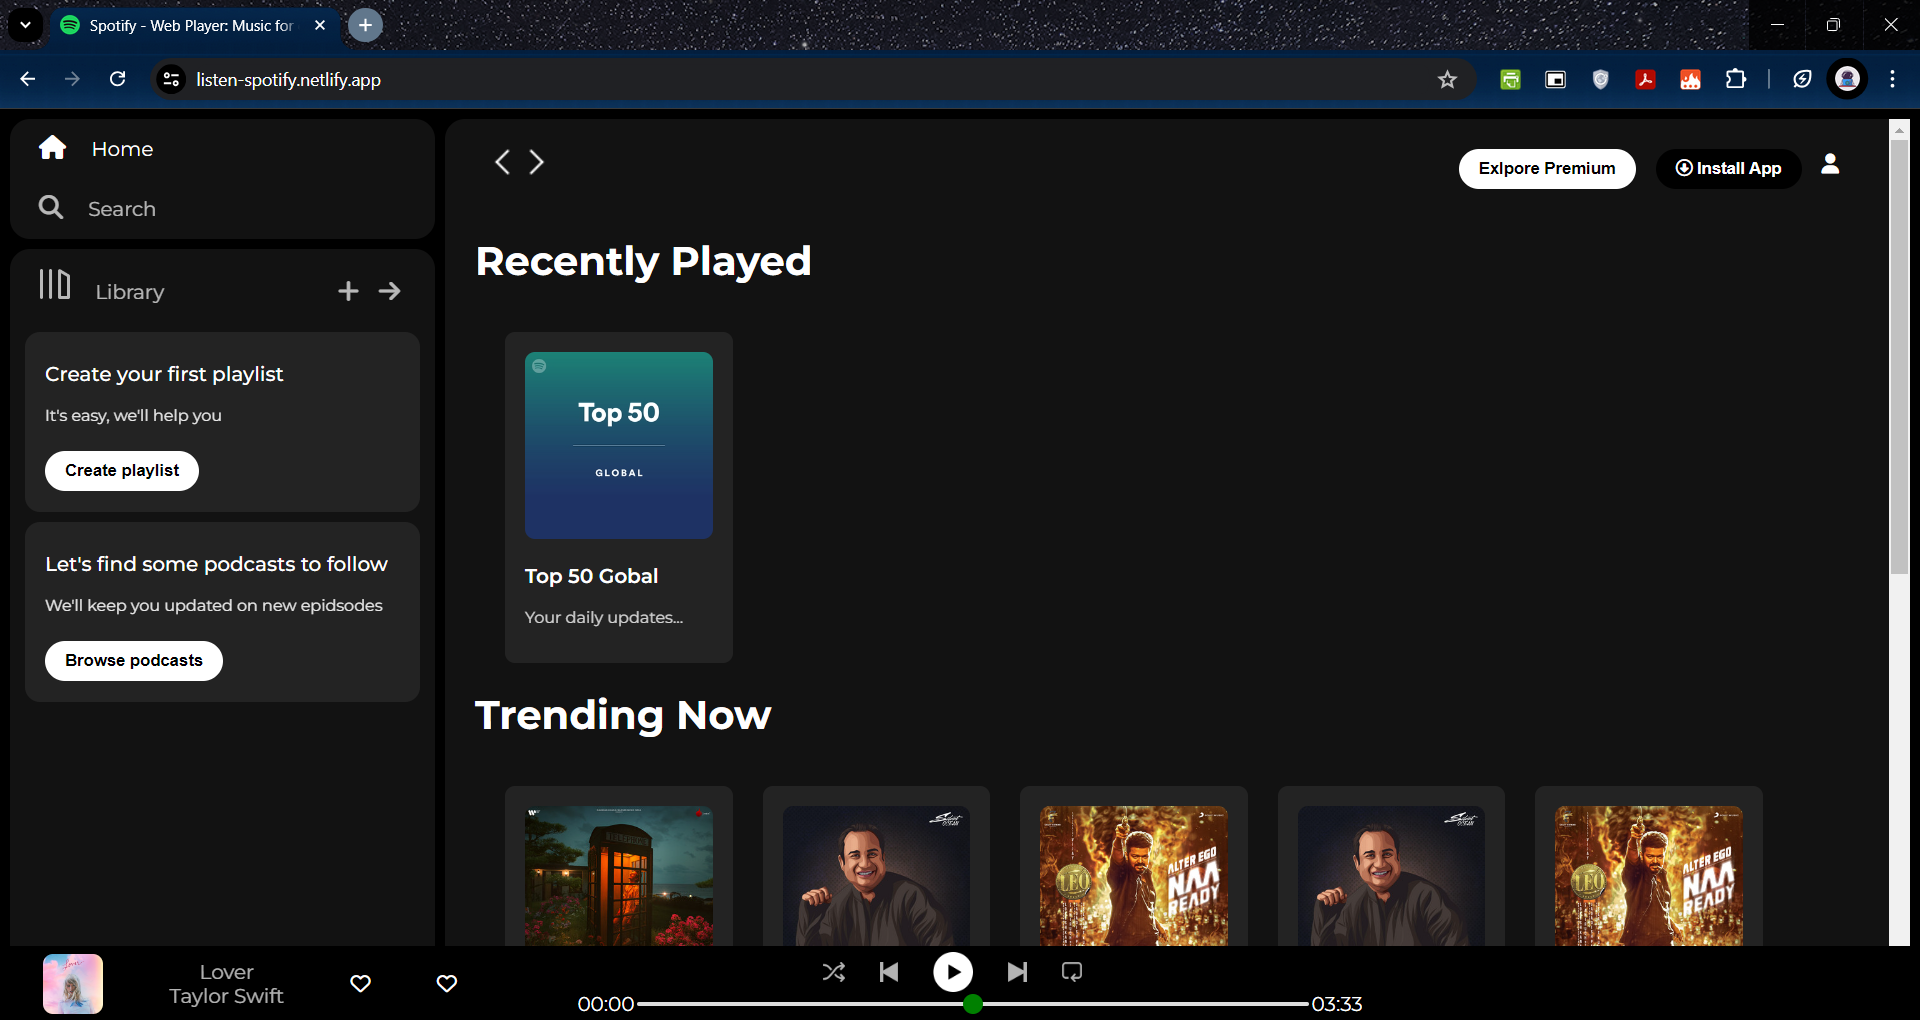 Spotify - Web Player: Music for
listen-spotify.netlify.app
Home
Search
Library
Create your first playlist
It's easy, we'll help you
Create playlist
Let's find some podcasts to follow
We'll keep you updated on new epidsodes
Browse podcasts
Exlpore Premium
Install App
Recently Played
Top 50
GLOBAL
Top 50 Gobal
Your daily updates...
Trending Now
LEO
ALTER EGO
NAA
READY
LEO
ALTER EGO
NAA
READY
Lover
Lover
Taylor Swift
00:00
03:33